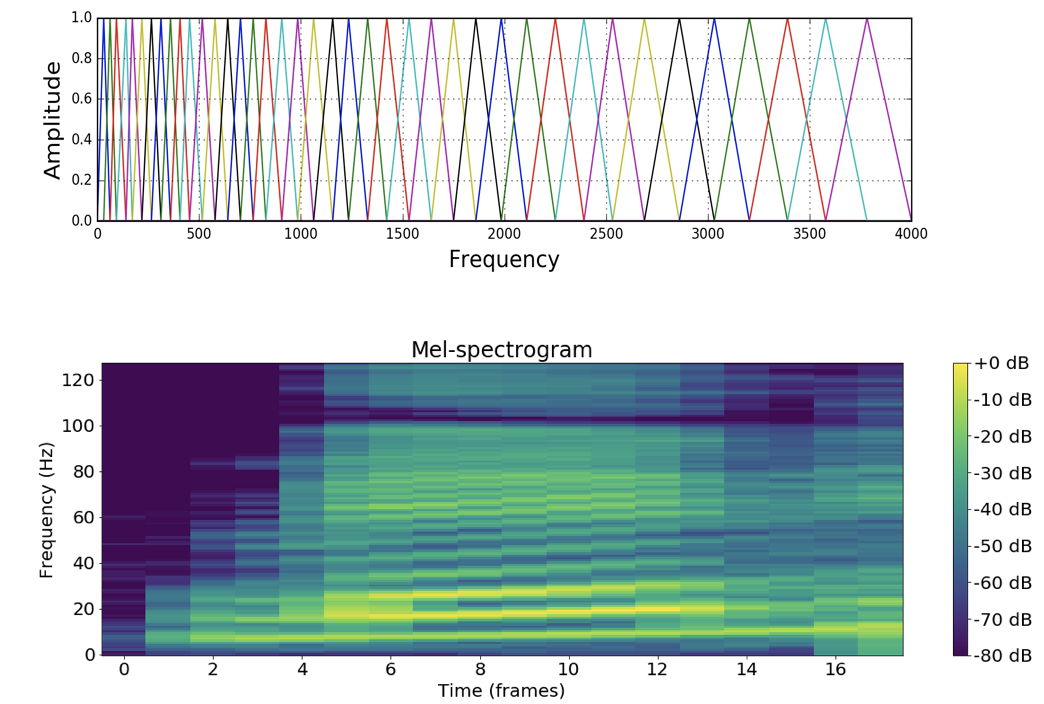 1.0
0.8
0.6
0.4
0.2
0.0
Amplitude
0 500 1000 1500 2000 2500 3000 3500 4000
Frequency
Mel-spectrogram
120
100
80
60
40
20
0
Frequency (Hz)
0 2 4 6 8 10 12 14 16
Time (frames)
+0 dB
-10 dB
-20 dB
-30 dB
-40 dB
-50 dB
-60 dB
-70 dB
-80 dB